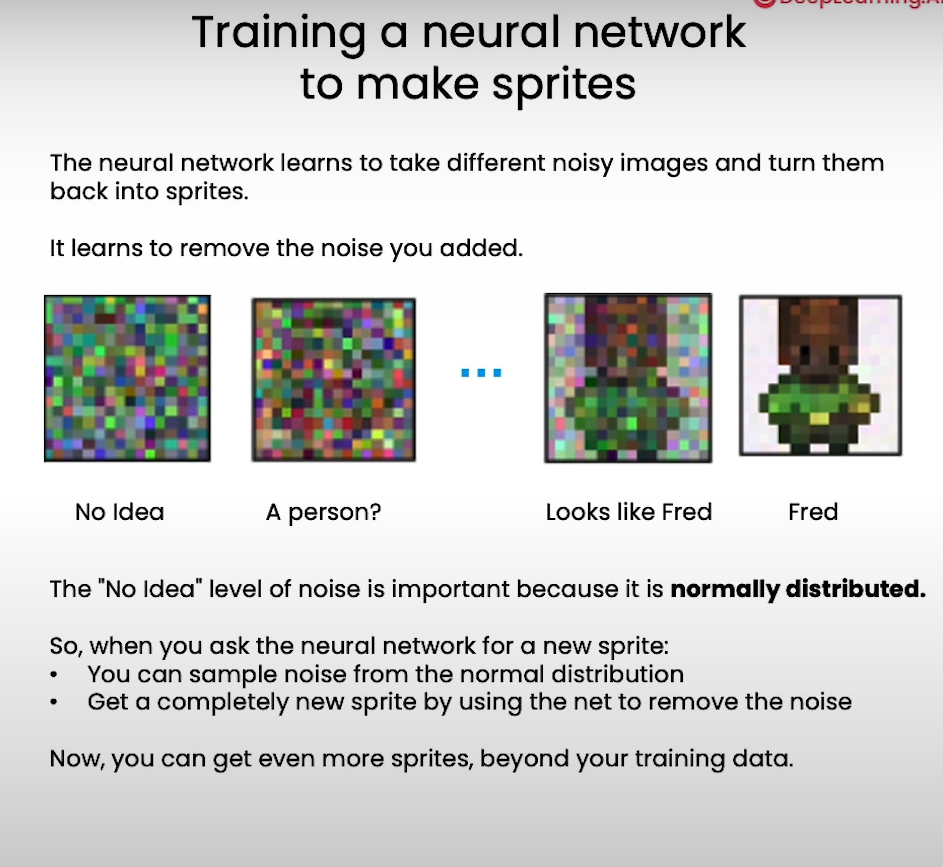 DeepLearning.AI
Training a neural network
to make sprites
The neural network learns to take different noisy images and turn them
back into sprites.
It learns to remove the noise you added.
...
No Idea
A person?
Looks like Fred
Fred
The "No Idea" level of noise is important because it is normally distributed.
So, when you ask the neural network for a new sprite:
• You can sample noise from the normal distribution
• Get a completely new sprite by using the net to remove the noise
Now, you can get even more sprites, beyond your training data.